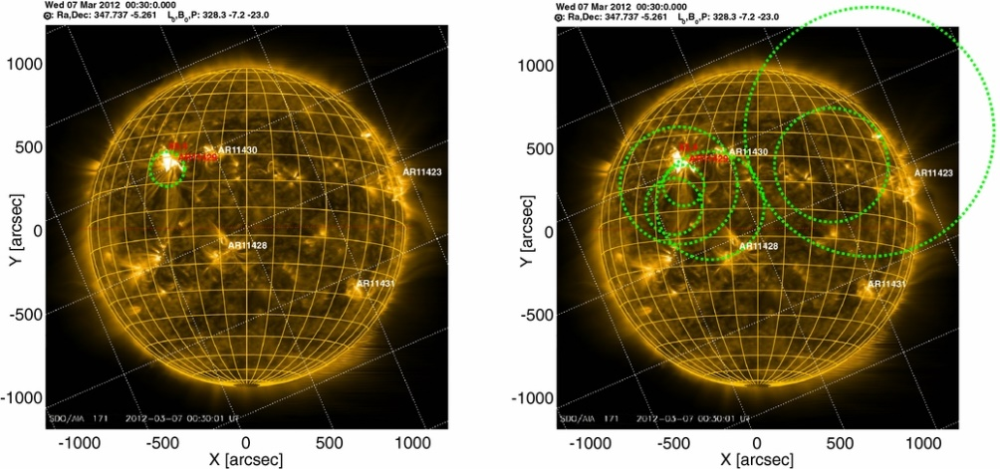 Wed 07 Mar 2012 00:30:0.000
⊙: Ra,Dec: 347.737 -5.261 L₀,B₀,P: 328.3 -7.2 -23.0
1000
500
0
-500
-1000
Y [arcsec]
AR11430
AR11423
AR11428
AR11431
SDO/AIA 171 2012-03-07 00:30:01 UT
-1000
-500
0
500
1000
X [arcsec]
Wed 07 Mar 2012 00:30:0.000
⊙: Ra,Dec: 347.737 -5.261 L₀,B₀,P: 328.3 -7.2 -23.0
1000
500
0
-500
-1000
Y [arcsec]
AR11430
AR11423
AR11428
AR11431
SDO/AIA 171 2012-03-07 00:30:01 UT
-1000
-500
0
500
1000
X [arcsec]